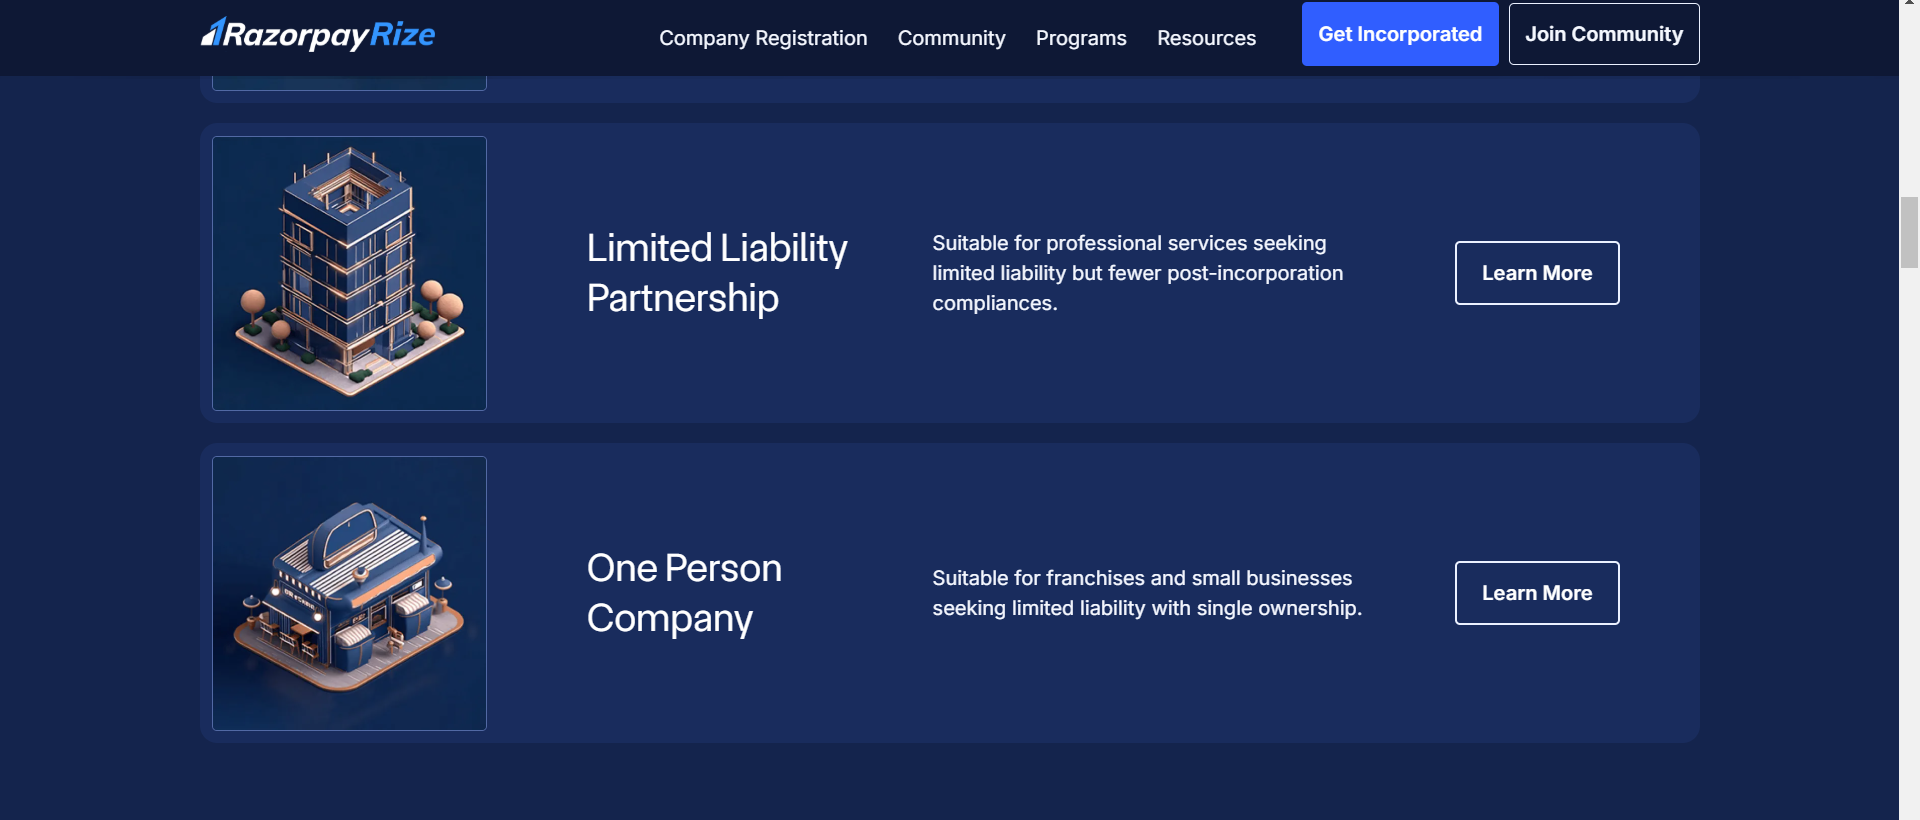 RazorpayRize
Company Registration
Community
Programs
Resources
Get Incorporated
Join Community
Limited Liability
Partnership
Suitable for professional services seeking
limited liability but fewer post-incorporation
compliances.
Learn More
One Person
Company
Suitable for franchises and small businesses
seeking limited liability with single ownership.
Learn More